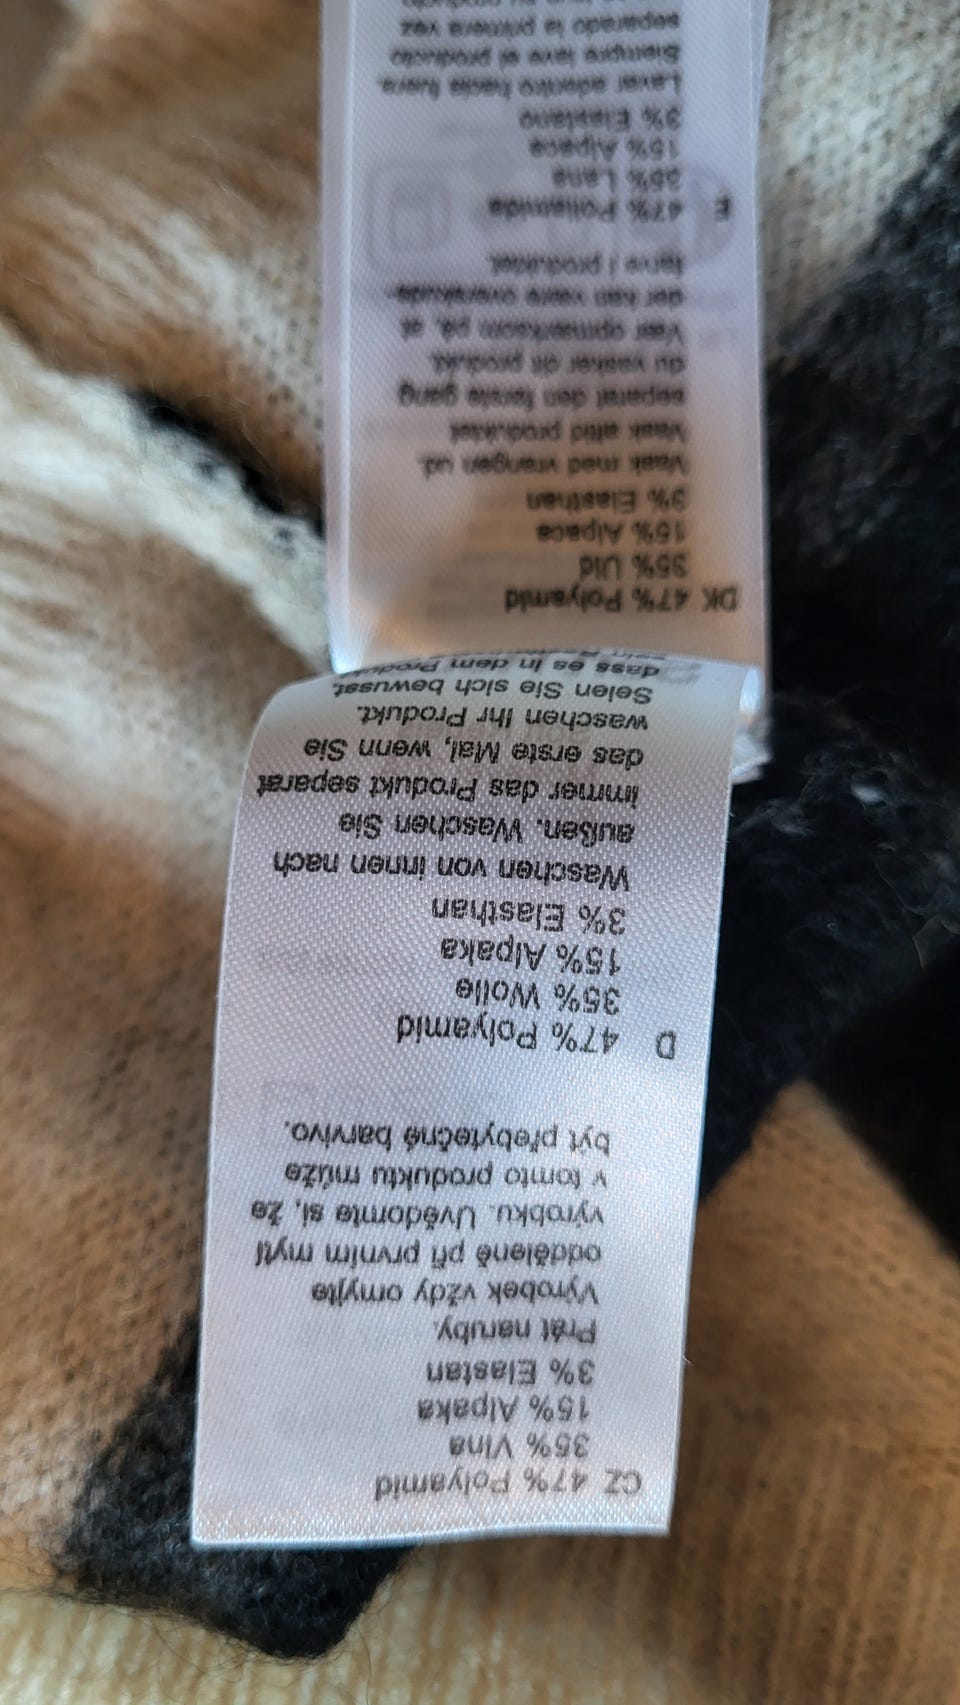 CZ 47% Polyamid
35% Vlna
15% Alpaka
3% Elastan
Prát naruby.
Výrobek vždy omyjte
odděleně při prvním mytí
výrobku. Uvědomte si, že
v tomto produktu může
být přebytečné barvivo.
D 47% Polyamid
35% Wolle
15% Alpaka
3% Elasthan
Waschen von innen nach
außen. Waschen Sie
immer das Produkt separat
das erste Mal, wenn Sie
waschen Ihr Produkt.
Seien Sie sich bewusst,
dass es in dem Produkt
DK 47% Polyamid
35% Uld
15% Alpaca
3% Elasthan
Vask med vrangen ud.
Vask altid produktet
separat den første gang
du vasker dit produkt.
Vær opmærksom på, at
der kan være overskuds-
farve i produktet.
E 47% Poliamida
35% Lana
15% Alpaca
3% Elastano
Lavar adentro hacia fuera
Siempre lave el producto
separado la primera vez